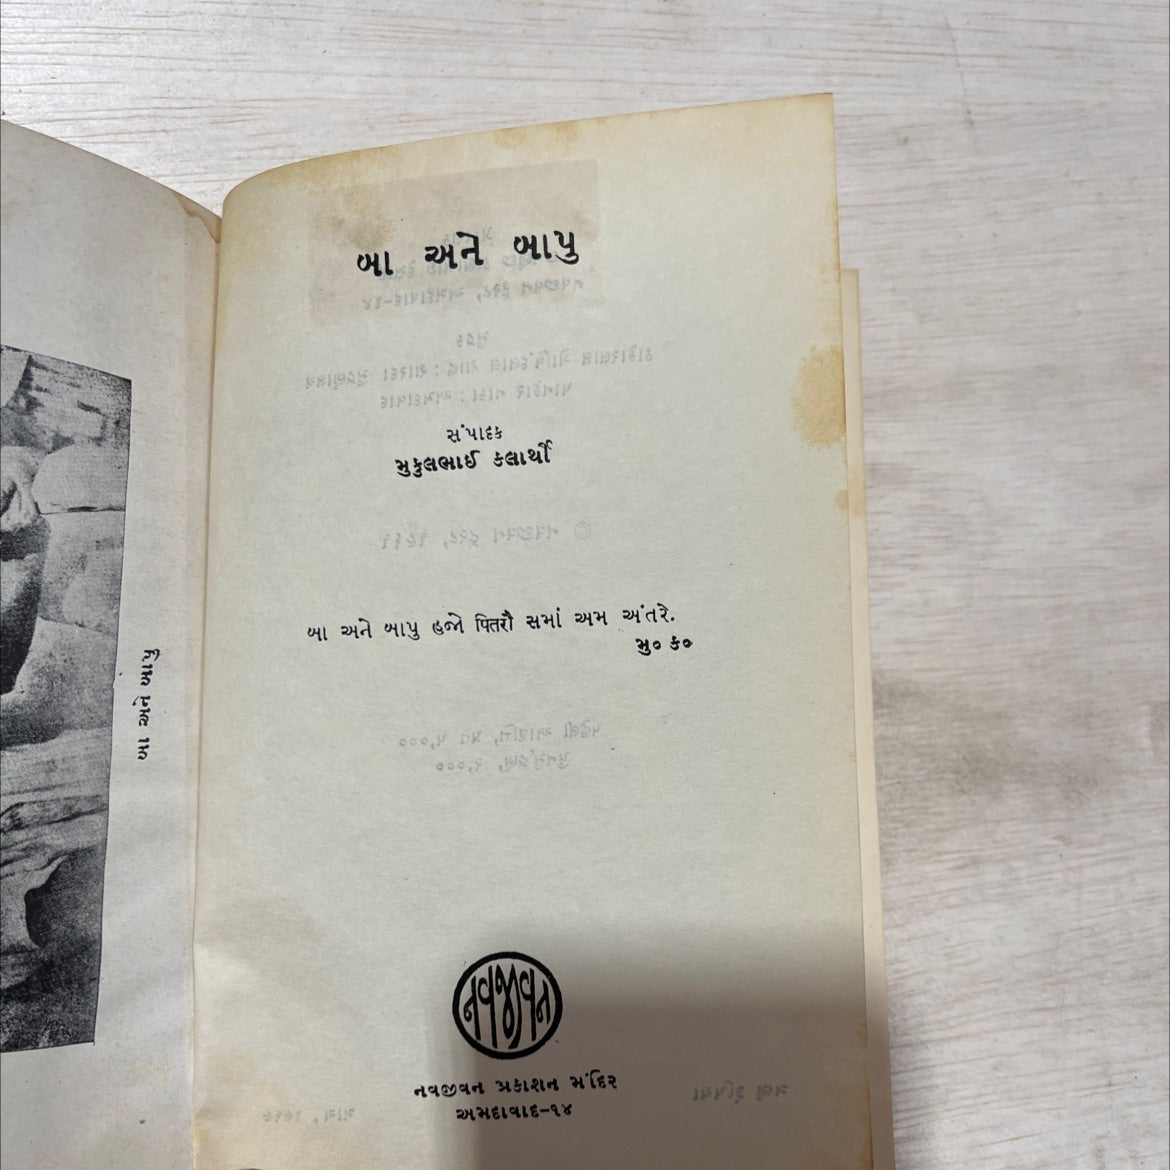 બા અને બાપુ
બા અને બાપુ
સંપાદક
મુકુલભાઈ કલાર્થી
બા અને બાપુ હજો પિતરૌ સમાં અમ અંતરે.
મુ૦ ક૦
નવજીવન
નવજીવન પ્રકાશન મંદિર
અમદાવાદ-૧૪